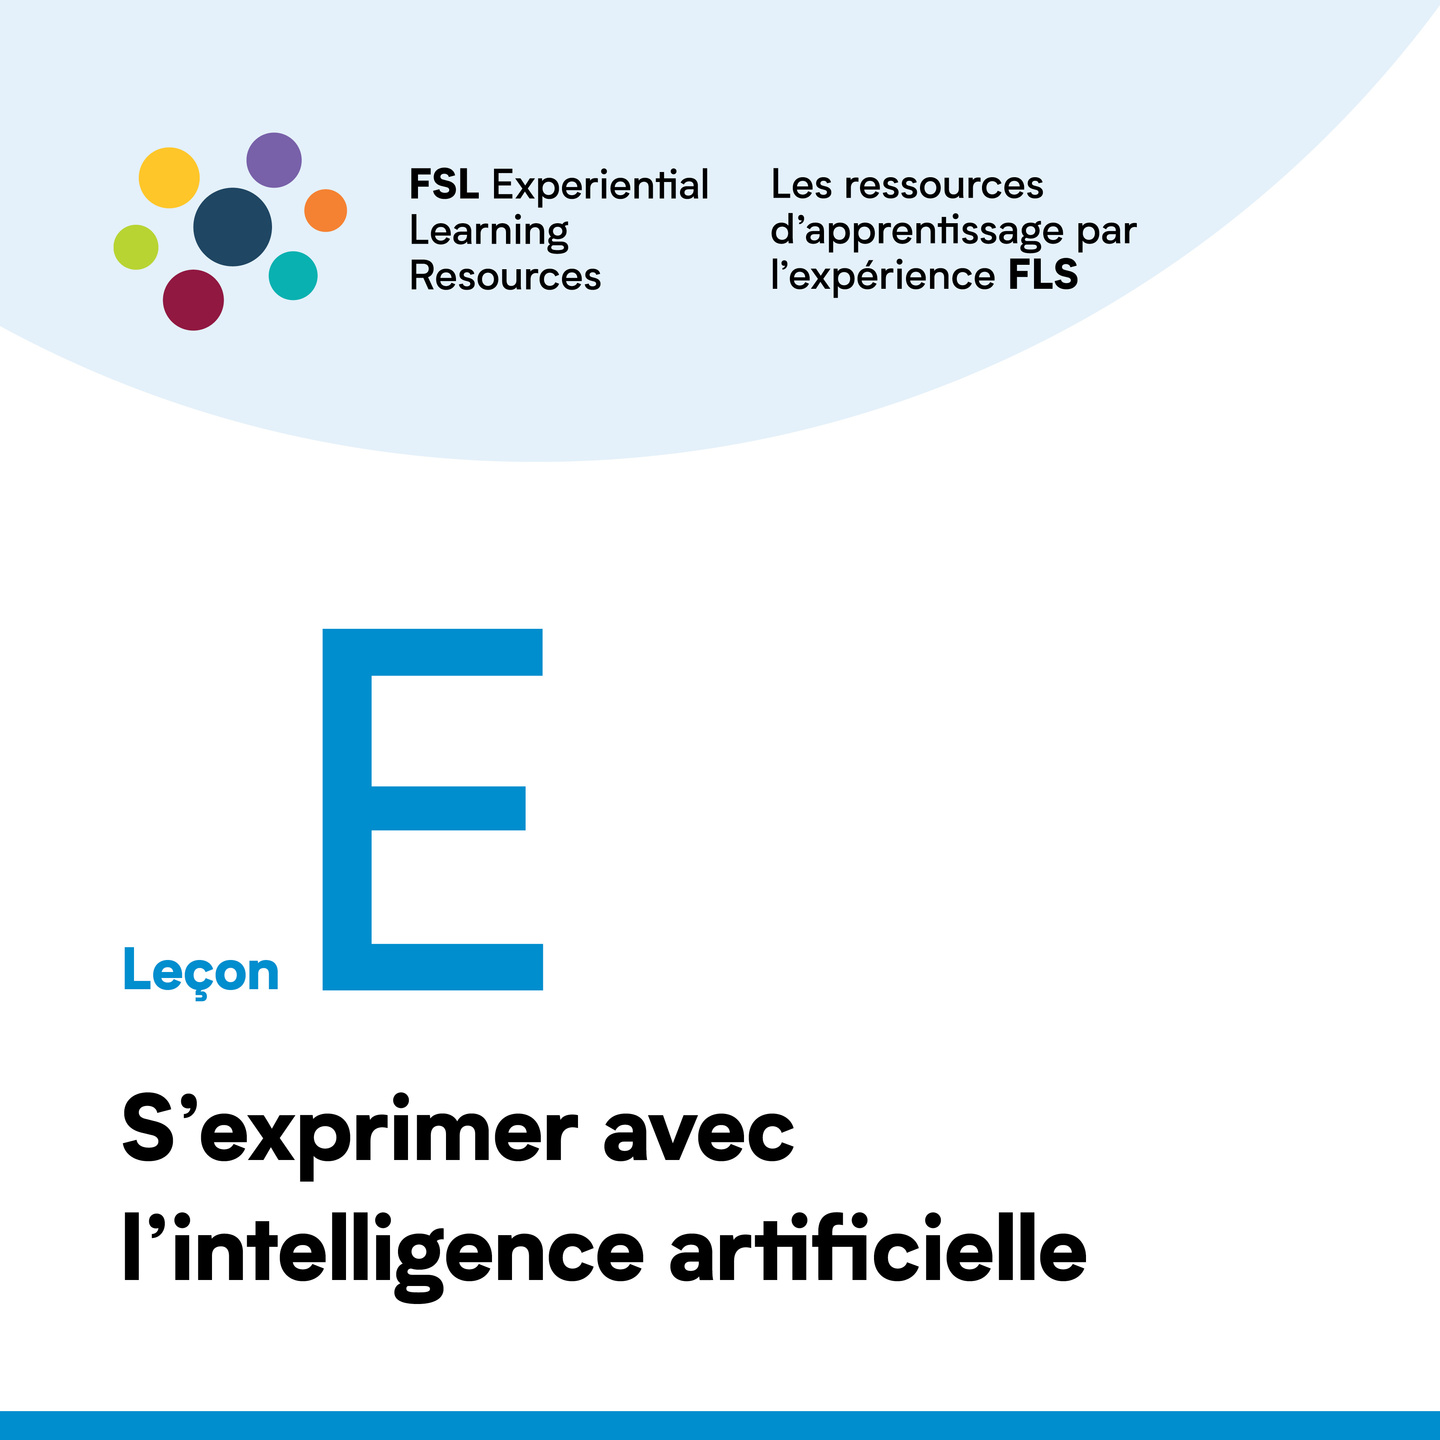 FSL Experiential
Learning
Resources
Les ressources
d’apprentissage par
l’expérience FLS
Leçon E
S’exprimer avec
l’intelligence artificielle